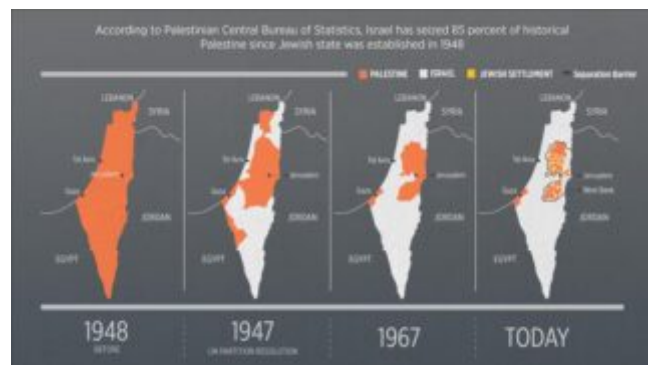 According to Palestinian Central Bureau of Statistics, Israel has seized 85 percent of historical
Palestine since Jewish state was established in 1948
PALESTINE ISRAEL JEWISH SETTLEMENT Separation Barrier
LEBANON
SYRIA
Tel Aviv
Jerusalem
Gaza
JORDAN
EGYPT
1948
BEFORE
LEBANON
SYRIA
Tel Aviv
Jerusalem
Gaza
JORDAN
EGYPT
1947
UN PARTITION RESOLUTION
LEBANON
SYRIA
Tel Aviv
Jerusalem
Gaza
JORDAN
EGYPT
1967
LEBANON
SYRIA
Tel Aviv
Jerusalem
West Bank
Gaza
JORDAN
EGYPT
TODAY